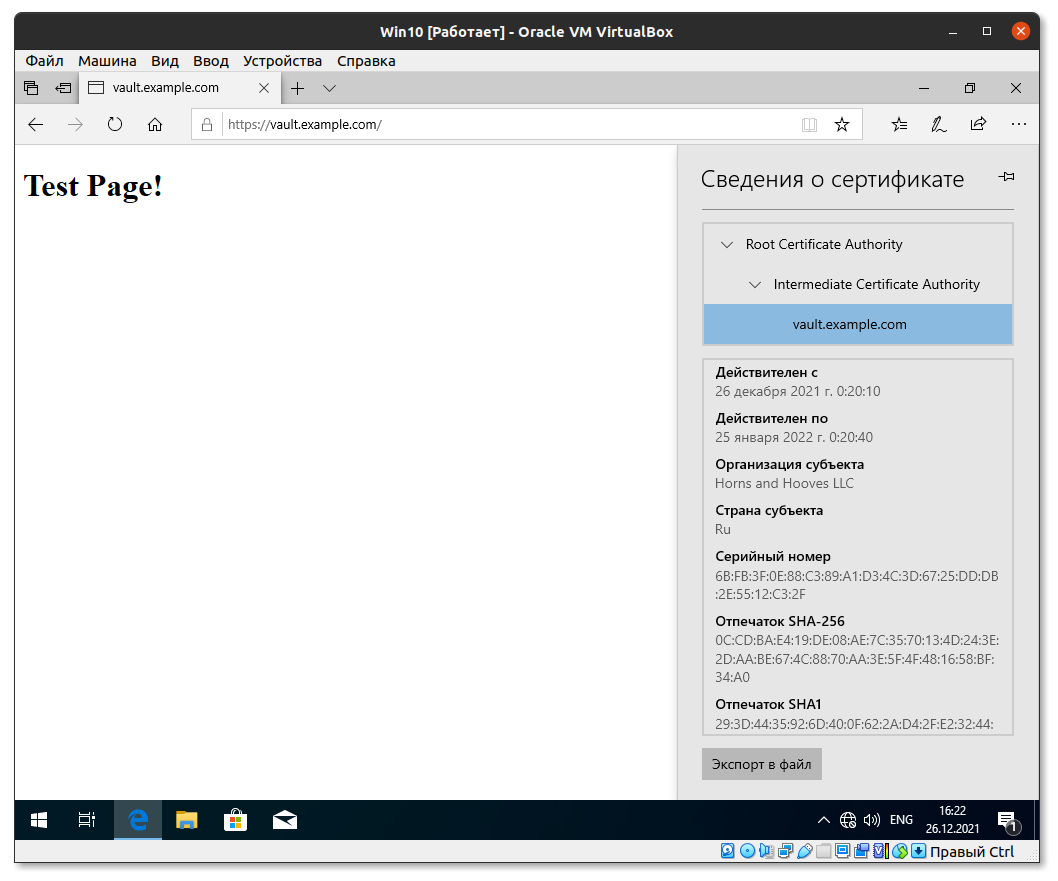 Win10 [Работает] - Oracle VM VirtualBox
Файл Машина Вид Ввод Устройства Справка
vault.example.com
https://vault.example.com/
Test Page!
Сведения о сертификате
Root Certificate Authority
Intermediate Certificate Authority
vault.example.com
Действителен с
26 декабря 2021 г. 0:20:10
Действителен по
25 января 2022 г. 0:20:40
Организация субъекта
Horns and Hooves LLC
Страна субъекта
Ru
Серийный номер
6B:FB:3F:0E:88:C3:89:A1:D3:4C:3D:67:25:DD:DB
:2E:55:12:C3:2F
Отпечаток SHA-256
0C:CD:BA:E4:19:DE:08:AE:7C:35:70:13:4D:24:3E:
2D:AA:BE:67:4C:88:70:AA:3E:5F:4F:48:16:58:BF:
34:A0
Отпечаток SHA1
29:3D:44:35:92:6D:40:0F:62:2A:D4:2F:E2:32:44:
Экспорт в файл
ENG
16:22
26.12.2021
1
Правый Ctrl